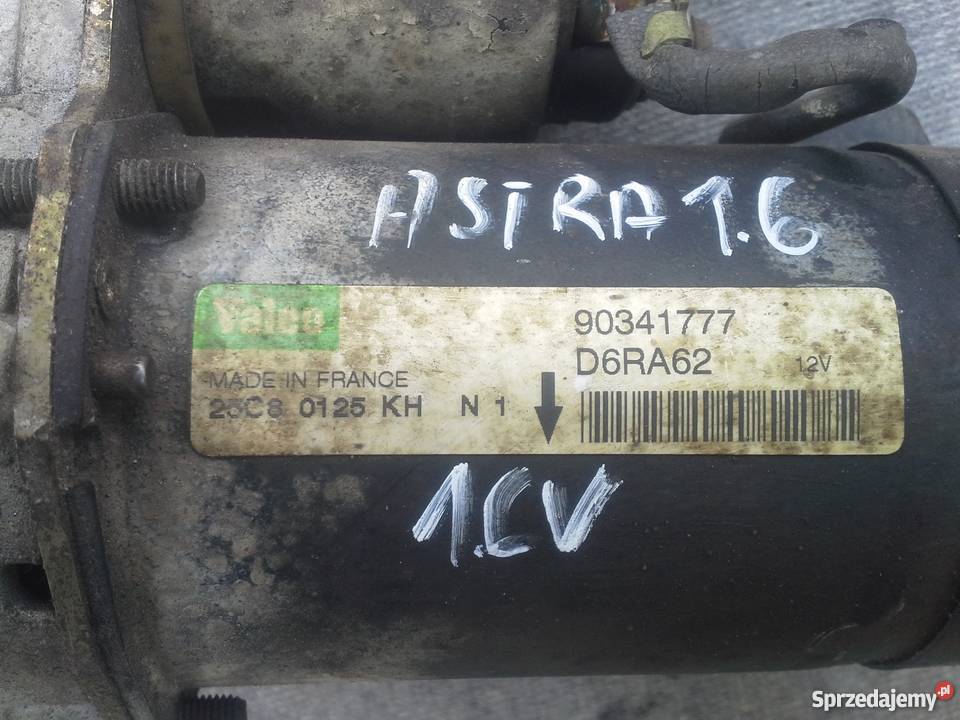 ASTRA 1.6
Valeo
90341777
D6RA62 12V
MADE IN FRANCE
0125 KH N 1
1.6V
Sprzedajemy.pl